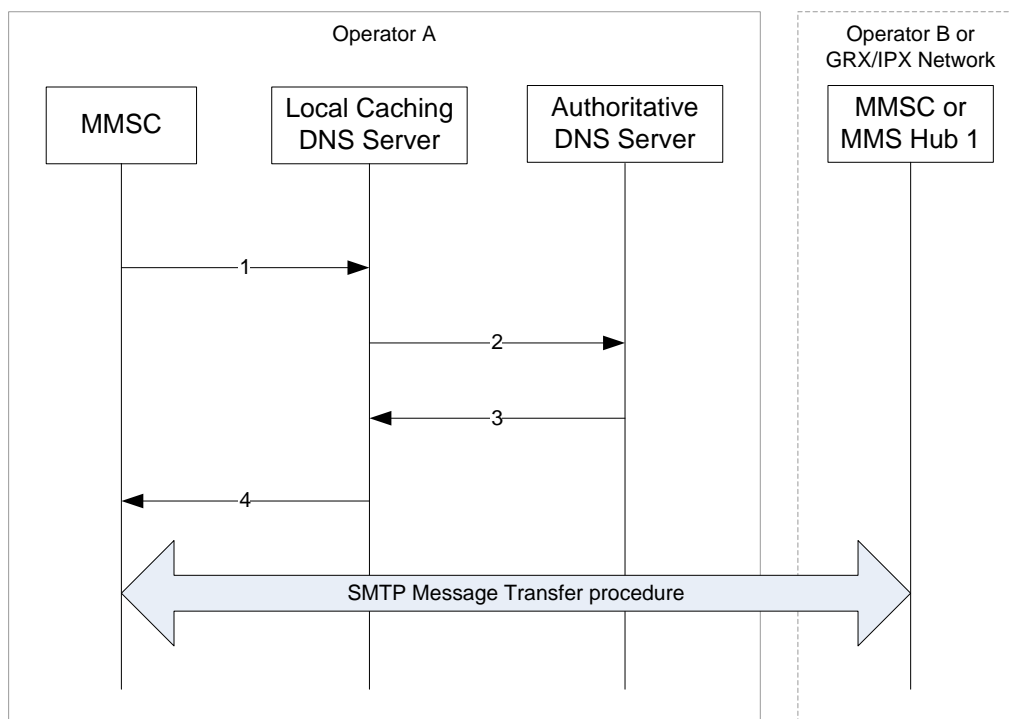 Operator A
Operator B or
GRX/IPX Network
MMSC
Local Caching
DNS Server
Authoritative
DNS Server
MMSC or
MMS Hub 1
1
2
3
4
SMTP Message Transfer procedure